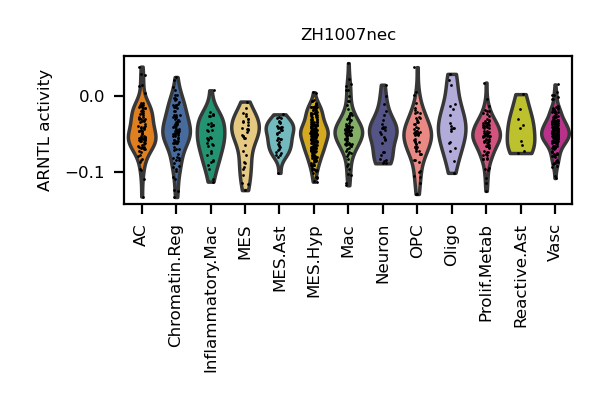 ZH1007nec
ARNTL activity
0.0
−0.1
AC
Chromatin.Reg
Inflammatory.Mac
MES
MES.Ast
MES.Hyp
Mac
Neuron
OPC
Oligo
Prolif.Metab
Reactive.Ast
Vasc